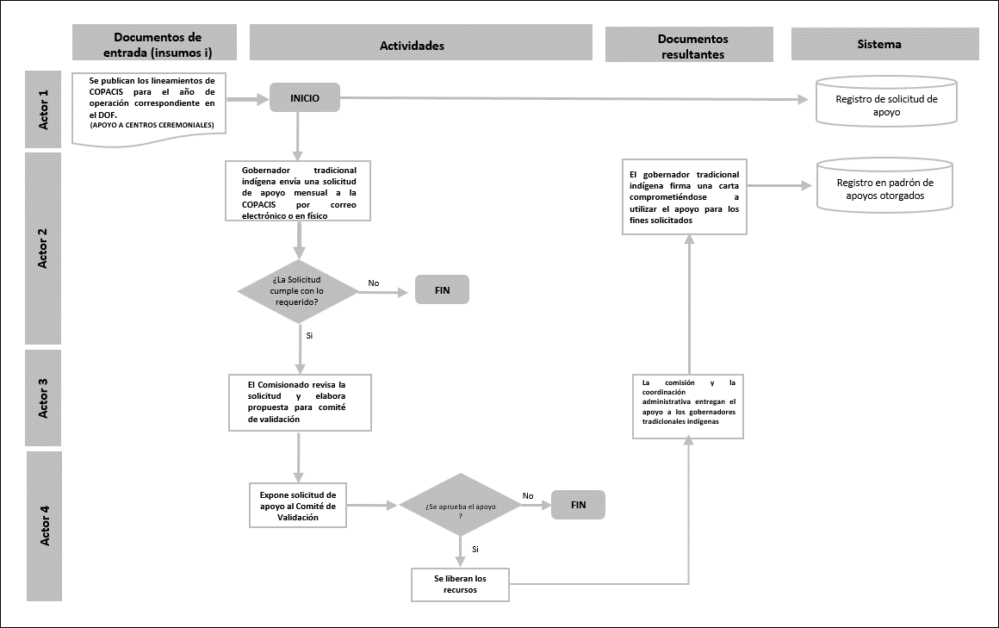 Documentos de
entrada (insumos i)
Actividades
Documentos
resultantes
Sistema
Actor 1
Se publican los lineamientos de
COPACIS para el año de
operación correspondiente en
el DOF.
(APOYO A CENTROS CEREMONIALES)
INICIO
Registro de solicitud de
apoyo
Actor 2
Gobernador tradicional
indígena envía una solicitud
de apoyo mensual a la
COPACIS por correo
electrónico o en físico
El gobernador tradicional
indígena firma una carta
comprometiéndose a
utilizar el apoyo para los
fines solicitados
Registro en padrón de
apoyos otorgados
¿La Solicitud
cumple con lo
requerido?
No
FIN
Si
Actor 3
El Comisionado revisa la
solicitud y elabora
propuesta para comité
de validación
La comisión y la
coordinación
administrativa entregan el
apoyo a los gobernadores
tradicionales indígenas
Actor 4
Expone solicitud de
apoyo al Comité de
Validación
¿Se aprueba el apoyo
?
No
FIN
Si
Se liberan los
recursos